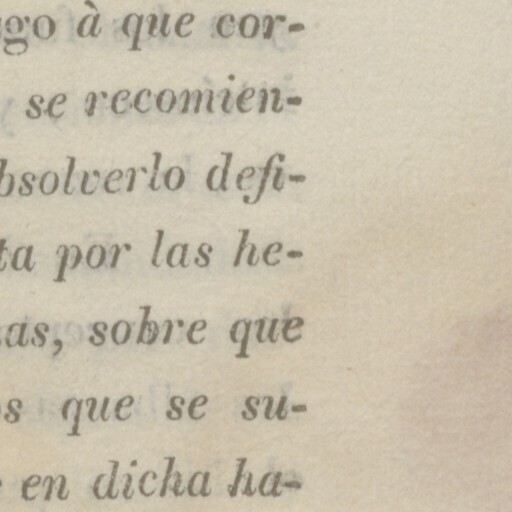 go à que cor-
se recomien-
bsolverlo defi-
ta por las he-
as, sobre que
s que se su-
en dicha ha-